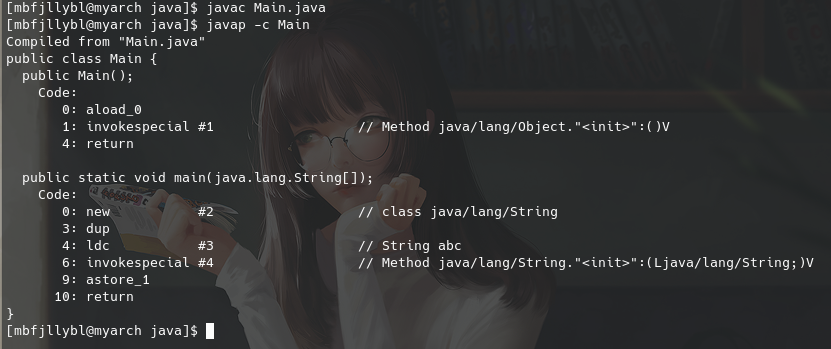 [mbfjllybl@myarch java]$ javac Main.java
[mbfjllybl@myarch java]$ javap -c Main
Compiled from "Main.java"
public class Main {
  public Main();
    Code:
       0: aload_0
       1: invokespecial #1                  // Method java/lang/Object."<init>":()V
       4: return

  public static void main(java.lang.String[]);
    Code:
       0: new           #2                  // class java/lang/String
       3: dup
       4: ldc           #3                  // String abc
       6: invokespecial #4                  // Method java/lang/String."<init>":(Ljava/lang/String;)V
       9: astore_1
      10: return
}
[mbfjllybl@myarch java]$